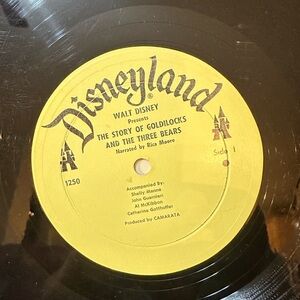 Disneyland
®
WALT DISNEY
Presents
THE STORY OF GOLDILOCKS
AND THE THREE BEARS
Narrated by Rica Moore
1250
Side 1
Accompanied By:
Shelly Manne
John Guarnieri
Al McKibbon
Catherine Gotthoffer
Produced by CAMARATA